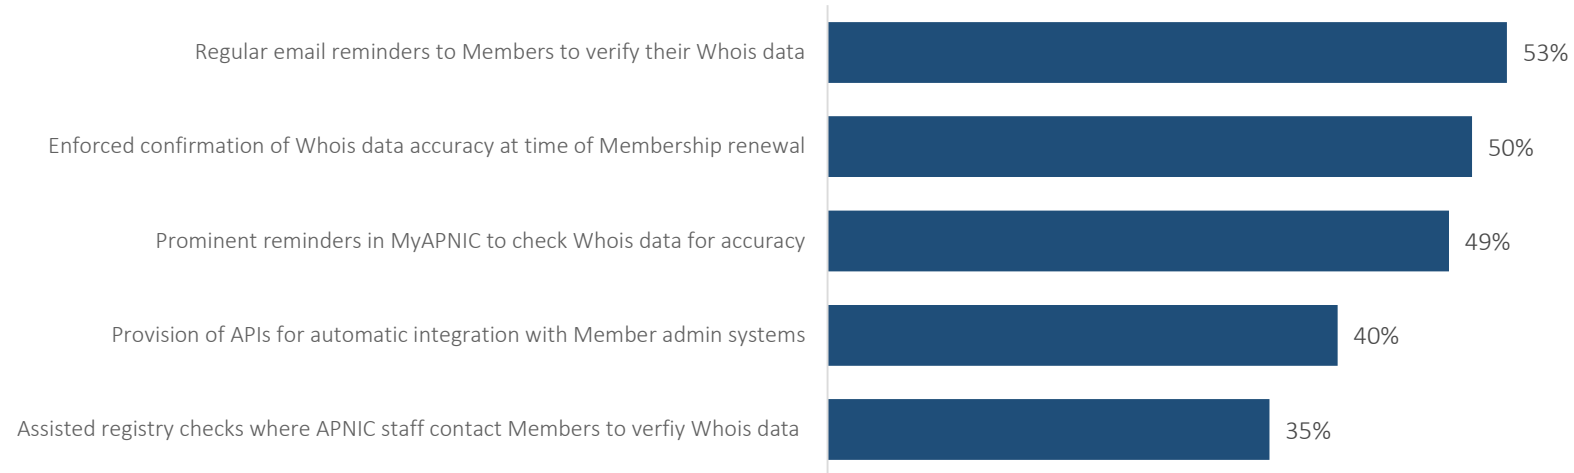 Regular email reminders to Members to verify their Whois data 53%
Enforced confirmation of Whois data accuracy at time of Membership renewal 50%
Prominent reminders in MyAPNIC to check Whois data for accuracy 49%
Provision of APIs for automatic integration with Member admin systems 40%
Assisted registry checks where APNIC staff contact Members to verfiy Whois data 35%